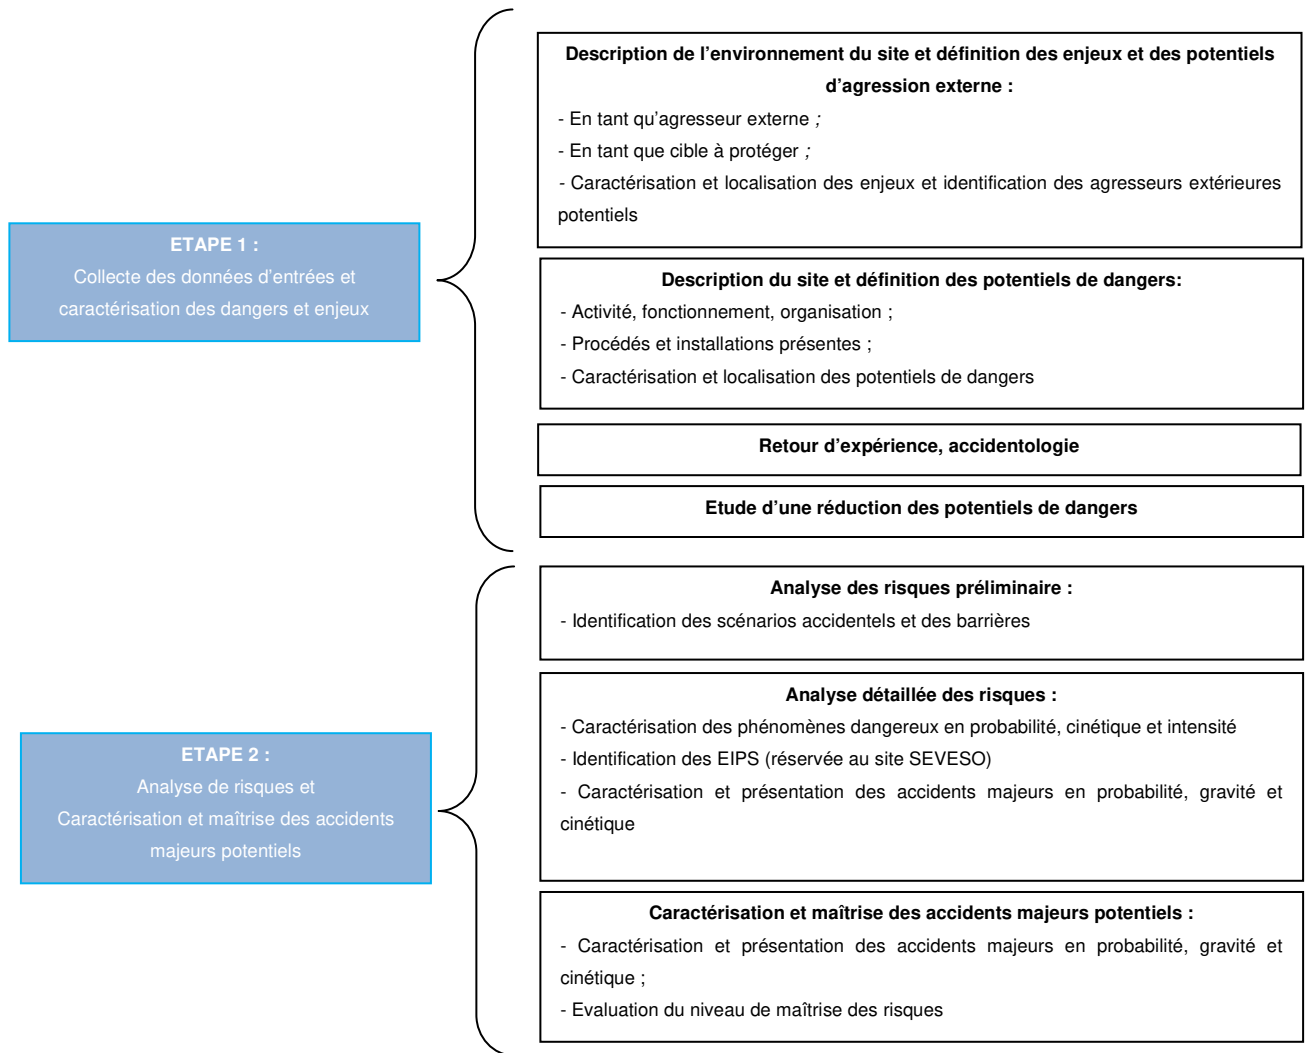 Description de l’environnement du site et définition des enjeux et des potentiels
d’agression externe :
- En tant qu’agresseur externe ;
- En tant que cible à protéger ;
- Caractérisation et localisation des enjeux et identification des agresseurs extérieures
potentiels
ETAPE 1 :
Collecte des données d’entrées et
caractérisation des dangers et enjeux
Description du site et définition des potentiels de dangers:
- Activité, fonctionnement, organisation ;
- Procédés et installations présentes ;
- Caractérisation et localisation des potentiels de dangers
Retour d’expérience, accidentologie
Etude d’une réduction des potentiels de dangers
Analyse des risques préliminaire :
- Identification des scénarios accidentels et des barrières
Analyse détaillée des risques :
- Caractérisation des phénomènes dangereux en probabilité, cinétique et intensité
- Identification des EIPS (réservée au site SEVESO)
- Caractérisation et présentation des accidents majeurs en probabilité, gravité et
cinétique
ETAPE 2 :
Analyse de risques et
Caractérisation et maîtrise des accidents
majeurs potentiels
Caractérisation et maîtrise des accidents majeurs potentiels :
- Caractérisation et présentation des accidents majeurs en probabilité, gravité et
cinétique ;
- Evaluation du niveau de maîtrise des risques